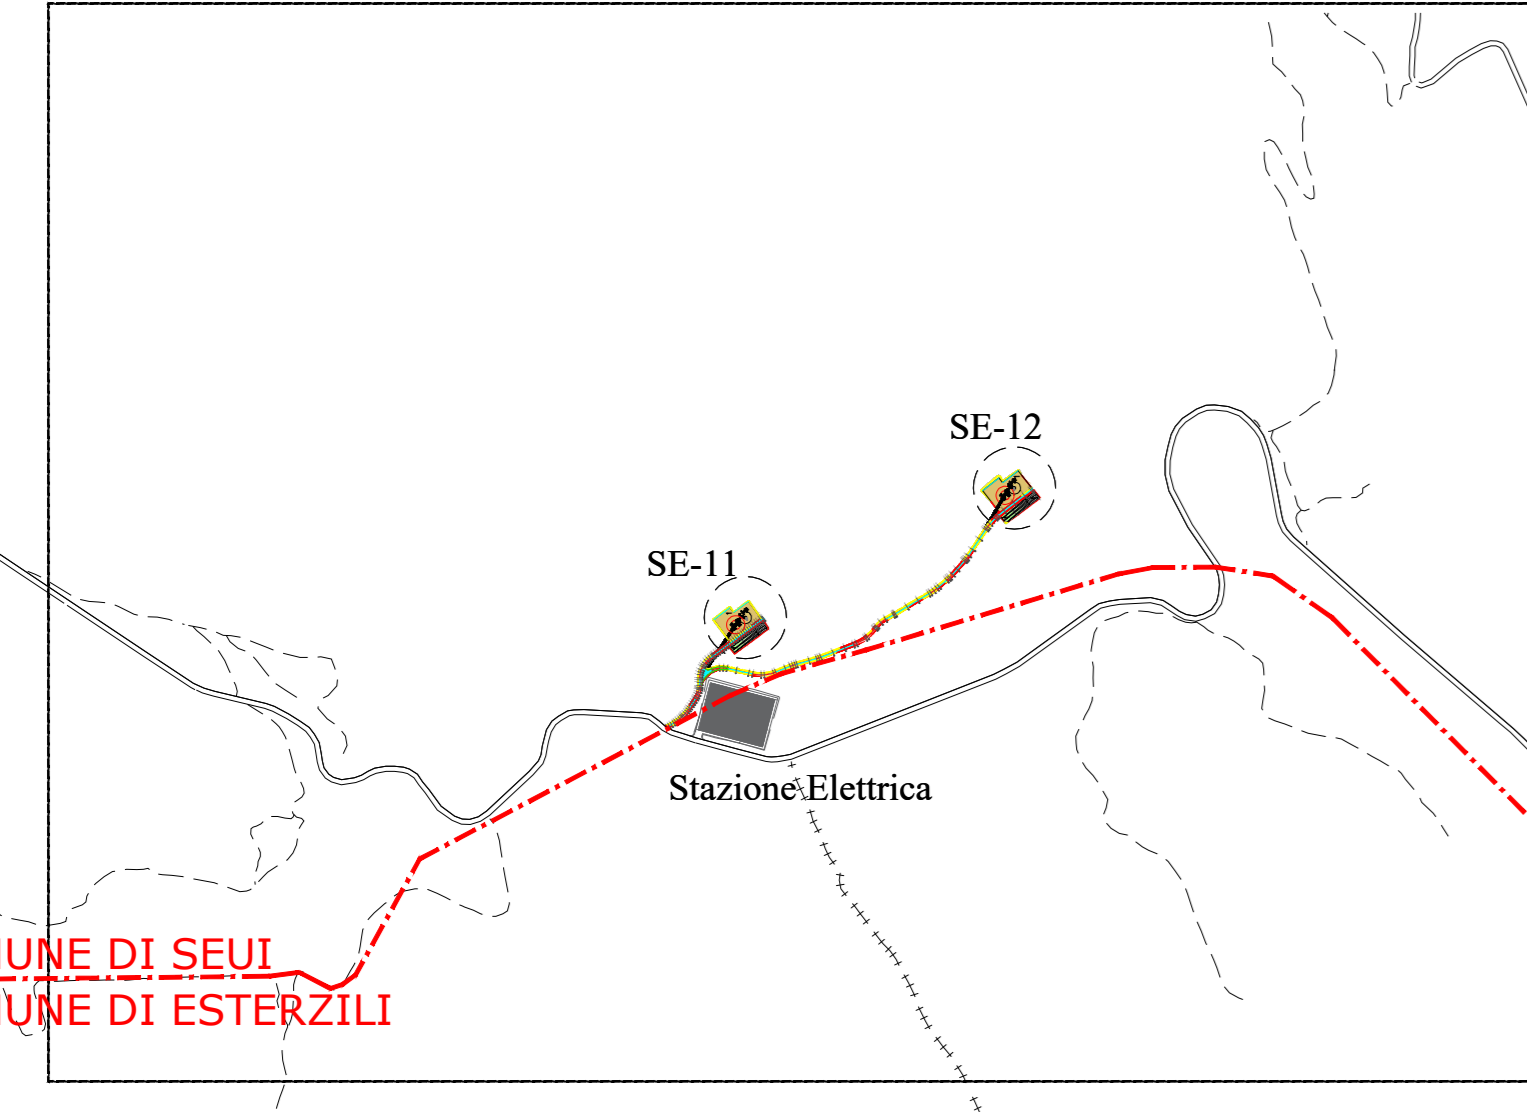 SE-12
SE-11
Stazione Elettrica
UNE DI SEUI
UNE DI ESTERZILI